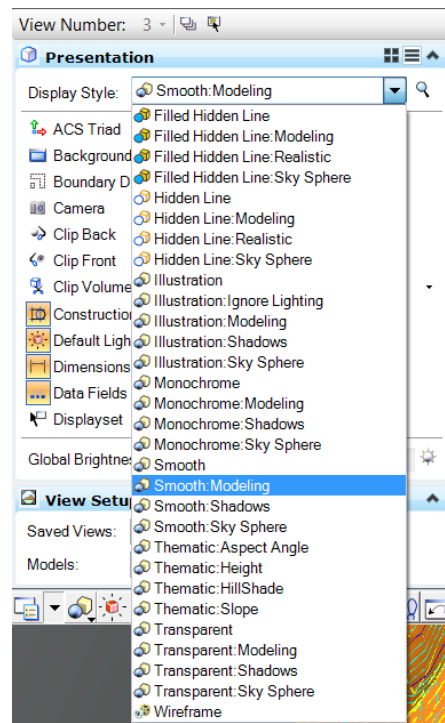 View Number: 3
Presentation
Display Style: Smooth:Modeling
Filled Hidden Line
ACS Triad Filled Hidden Line:Modeling
Background Filled Hidden Line:Realistic
Boundary D Filled Hidden Line:Sky Sphere
Camera Hidden Line
Hidden Line:Modeling
Clip Back Hidden Line:Realistic
Clip Front Hidden Line:Sky Sphere
Clip Volume Illustration
Illustration:Ignore Lighting
Construction Illustration:Modeling
Default Ligh Illustration:Shadows
Dimensions Illustration:Sky Sphere
Data Fields Monochrome
Monochrome:Modeling
Displayset Monochrome:Shadows
Monochrome:Sky Sphere
Global Brightne Smooth
Smooth:Modeling
View Setu Smooth:Shadows
Saved Views: Smooth:Sky Sphere
Thematic:Aspect Angle
Models: Thematic:Height
Thematic:HillShade
Thematic:Slope
Transparent
Transparent:Modeling
Transparent:Shadows
Transparent:Sky Sphere
Wireframe